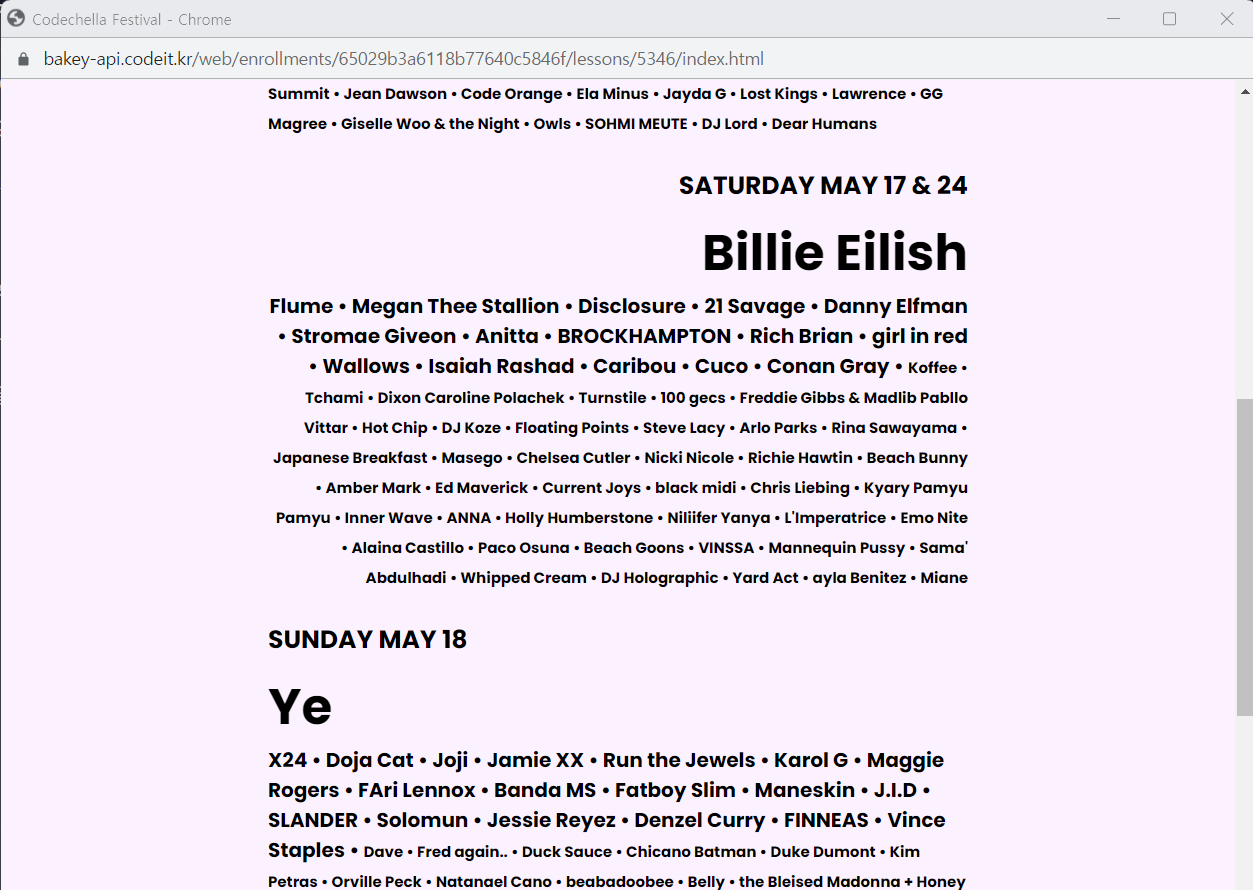 Codechella Festival - Chrome
bakey-api.codeit.kr/web/enrollments/65029b3a6118b77640c5846f/lessons/5346/index.html
Summit • Jean Dawson • Code Orange • Ela Minus • Jayda G • Lost Kings • Lawrence • GG
Magree • Giselle Woo & the Night • Owls • SOHMI MEUTE • DJ Lord • Dear Humans
SATURDAY MAY 17 & 24
Billie Eilish
Flume • Megan Thee Stallion • Disclosure • 21 Savage • Danny Elfman
• Stromae Giveon • Anitta • BROCKHAMPTON • Rich Brian • girl in red
• Wallows • Isaiah Rashad • Caribou • Cuco • Conan Gray • Koffee •
Tchami • Dixon Caroline Polachek • Turnstile • 100 gecs • Freddie Gibbs & Madlib Pabllo
Vittar • Hot Chip • DJ Koze • Floating Points • Steve Lacy • Arlo Parks • Rina Sawayama •
Japanese Breakfast • Masego • Chelsea Cutler • Nicki Nicole • Richie Hawtin • Beach Bunny
• Amber Mark • Ed Maverick • Current Joys • black midi • Chris Liebing • Kyary Pamyu
Pamyu • Inner Wave • ANNA • Holly Humberstone • Niliifer Yanya • L'Imperatrice • Emo Nite
• Alaina Castillo • Paco Osuna • Beach Goons • VINSSA • Mannequin Pussy • Sama'
Abdulhadi • Whipped Cream • DJ Holographic • Yard Act • ayla Benitez • Miane
SUNDAY MAY 18
Ye
X24 • Doja Cat • Joji • Jamie XX • Run the Jewels • Karol G • Maggie
Rogers • FAri Lennox • Banda MS • Fatboy Slim • Maneskin • J.I.D •
SLANDER • Solomun • Jessie Reyez • Denzel Curry • FINNEAS • Vince
Staples • Dave • Fred again.. • Duck Sauce • Chicano Batman • Duke Dumont • Kim
Petras • Orville Peck • Natanael Cano • beabadoobee • Belly • the Bleised Madonna + Honey